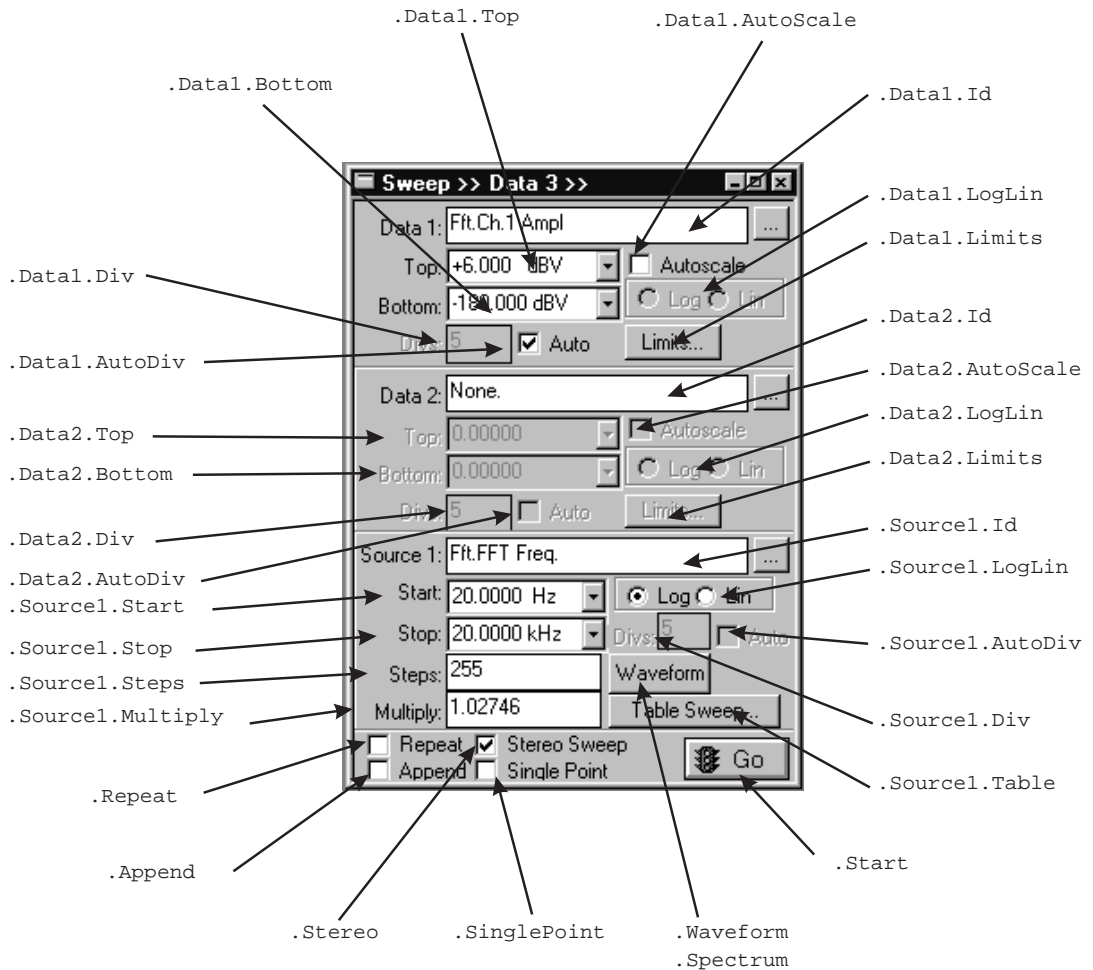 .Data1.Top
.Data1.AutoScale
.Data1.Bottom
.Data1.Id
Sweep >> Data 3 >>
.Data1.LogLin
Data 1: Fft.Ch.1 Ampl ...
.Data1.Limits
Top: +6.000 dBV Autoscale
.Data1.Div
Bottom: -180.000 dBV Log Lin
.Data2.Id
Divs: 5 Auto Limits...
.Data1.AutoDiv
.Data2.AutoScale
Data 2: None. ...
.Data2.LogLin
.Data2.Top
Top: 0.00000 Autoscale
.Data2.Bottom
Bottom: 0.00000 Log Lin
.Data2.Limits
Divs: 5 Auto Limits...
.Data2.Div
.Source1.Id
Source 1: Fft.FFT Freq. ...
.Data2.AutoDiv
.Source1.LogLin
.Source1.Start
Start: 20.0000 Hz Log Lin
.Source1.Stop
Stop: 20.0000 kHz Divs: 5 Auto
.Source1.AutoDiv
.Source1.Steps
Steps: 255 Waveform
.Source1.Multiply
Multiply: 1.02746 Table Sweep...
.Source1.Div
Repeat Stereo Sweep
Go
Append Single Point
.Source1.Table
.Repeat
.Append
.Start
.Stereo
.SinglePoint
.Waveform
.Spectrum